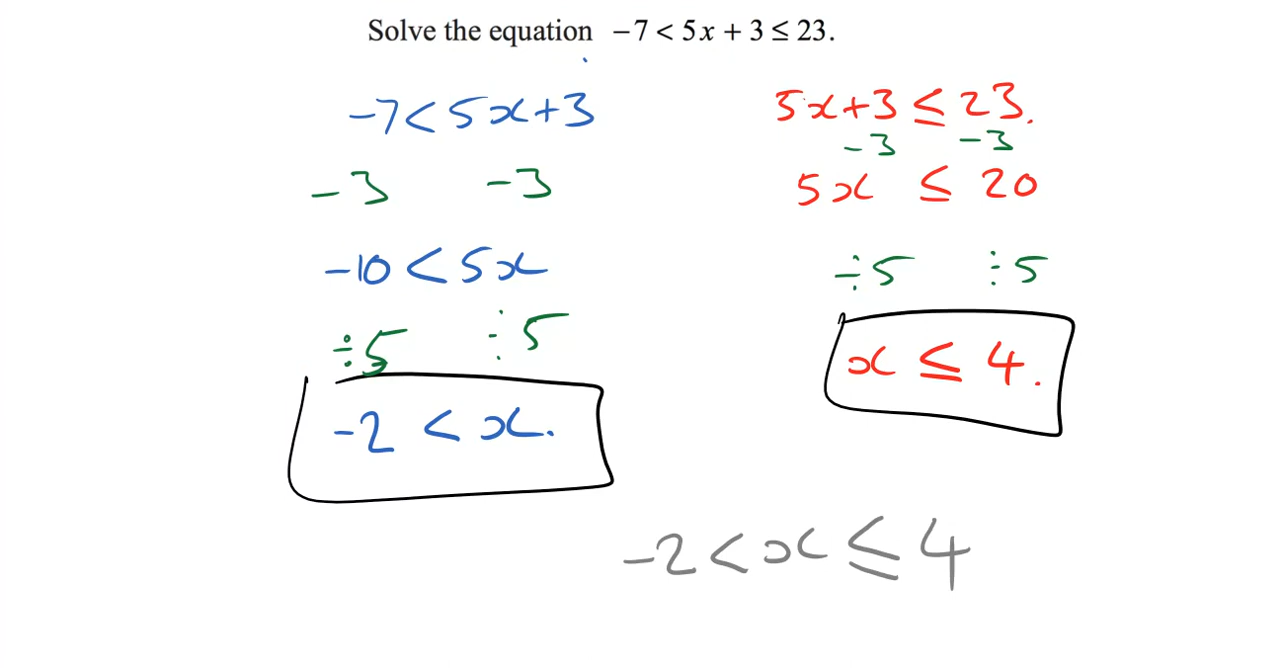 Solve the equation −7 < 5x + 3 ≤ 23.
-7 < 5x+3
-3 -3
-10 < 5x
÷5 ÷5
-2 < x.
5x+3 ≤ 23.
-3 -3
5x ≤ 20
÷5 ÷5
x ≤ 4.
-2 < x ≤ 4